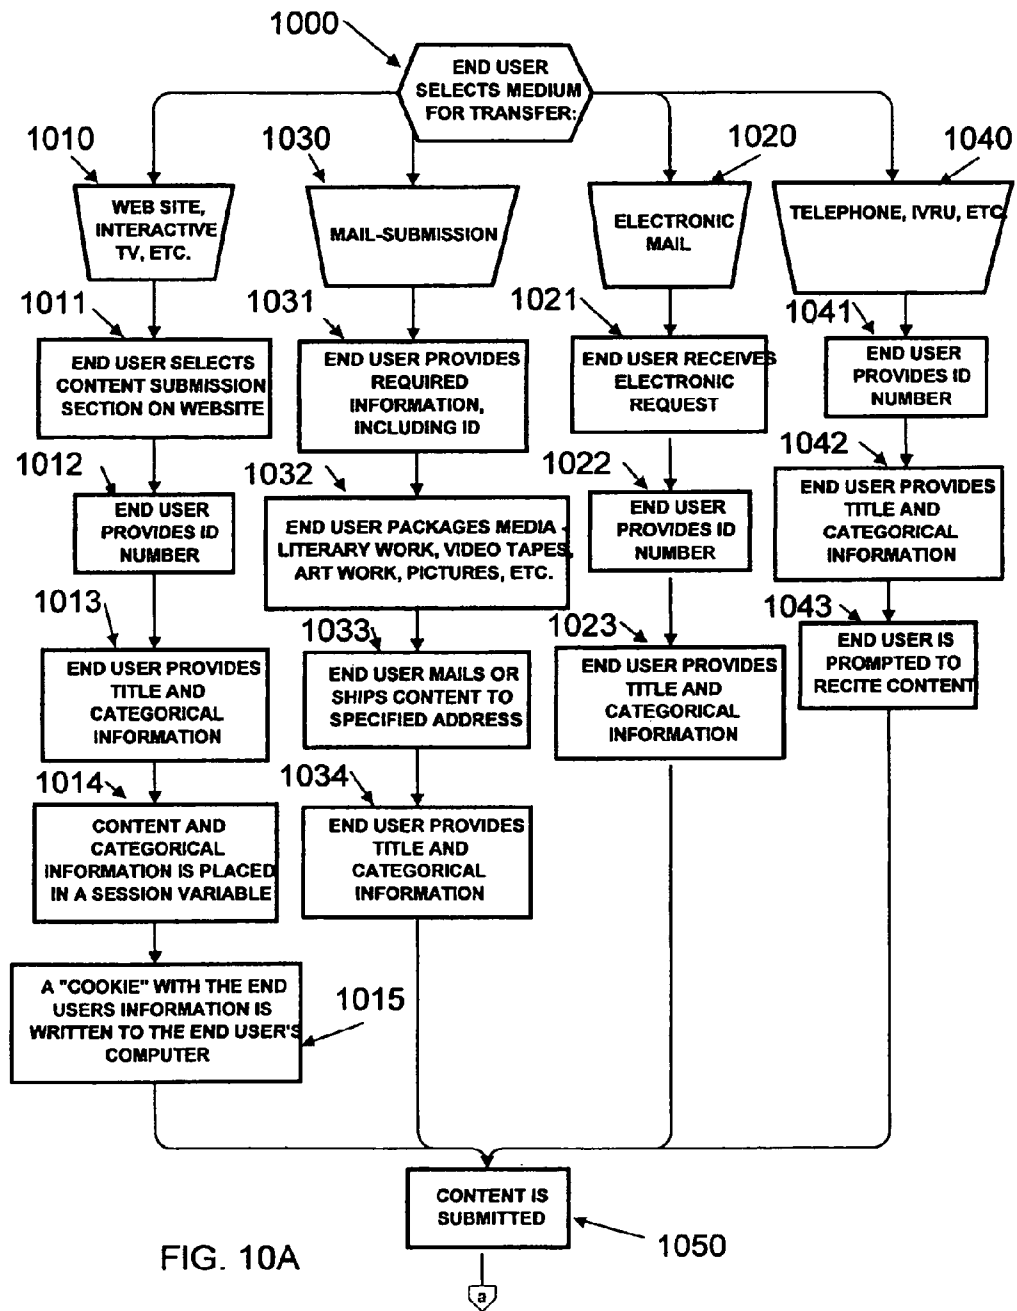 1000
END USER
SELECTS MEDIUM
FOR TRANSFER:
1010
WEB SITE,
INTERACTIVE
TV, ETC.
1011
END USER SELECTS
CONTENT SUBMISSION
SECTION ON WEBSITE
1012
END USER
PROVIDES ID
NUMBER
1013
END USER PROVIDES
TITLE AND
CATEGORICAL
INFORMATION
1014
CONTENT AND
CATEGORICAL
INFORMATION IS PLACED
IN A SESSION VARIABLE
A "COOKIE" WITH THE END
USERS INFORMATION IS
WRITTEN TO THE END USER'S
COMPUTER
1015
1030
MAIL-SUBMISSION
1031
END USER PROVIDES
REQUIRED
INFORMATION,
INCLUDING ID
1032
END USER PACKAGES MEDIA -
LITERARY WORK, VIDEO TAPES,
ART WORK, PICTURES, ETC.
1033
END USER MAILS OR
SHIPS CONTENT TO
SPECIFIED ADDRESS
1034
END USER PROVIDES
TITLE AND
CATEGORICAL
INFORMATION
1020
ELECTRONIC
MAIL
1021
END USER RECEIVES
ELECTRONIC
REQUEST
1022
END USER
PROVIDES ID
NUMBER
1023
END USER PROVIDES
TITLE AND
CATEGORICAL
INFORMATION
1040
TELEPHONE, IVRU, ETC.
1041
END USER
PROVIDES ID
NUMBER
1042
END USER PROVIDES
TITLE AND
CATEGORICAL
INFORMATION
1043
END USER IS
PROMPTED TO
RECITE CONTENT
CONTENT IS
SUBMITTED
1050
FIG. 10A
a